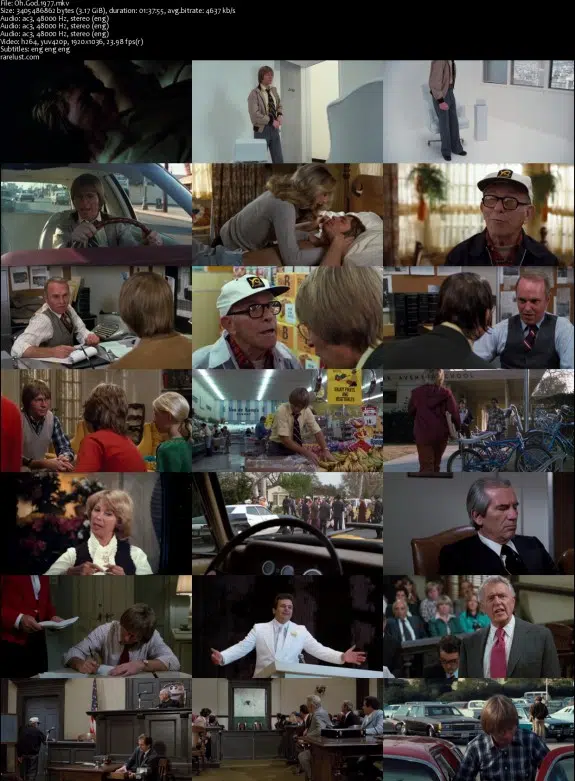 File: Oh.God.1977.mkv
Size: 3405486862 bytes (3.17 GiB), duration: 01:37:55, avg.bitrate: 4637 kb/s
Audio: ac3, 48000 Hz, stereo (eng)
Audio: ac3, 48000 Hz, stereo (eng)
Audio: ac3, 48000 Hz, stereo (eng)
Video: h264, yuv420p, 1920x1036, 23.98 fps(r)
Subtitles: eng eng eng
rarelust.com